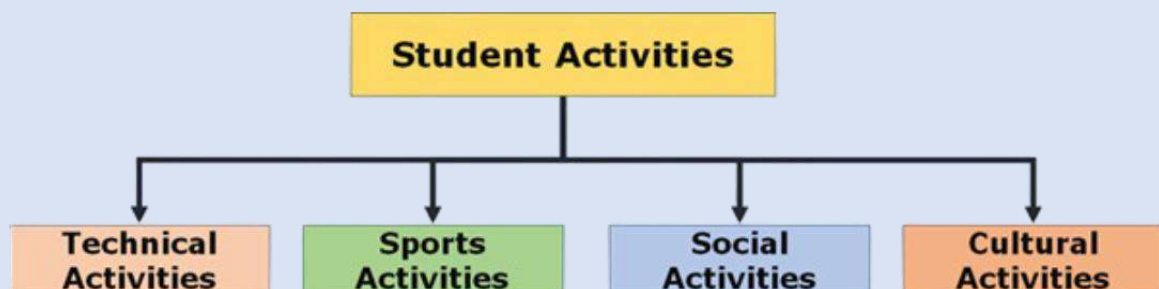 Student Activities
Technical
Activities
Sports
Activities
Social
Activities
Cultural
Activities